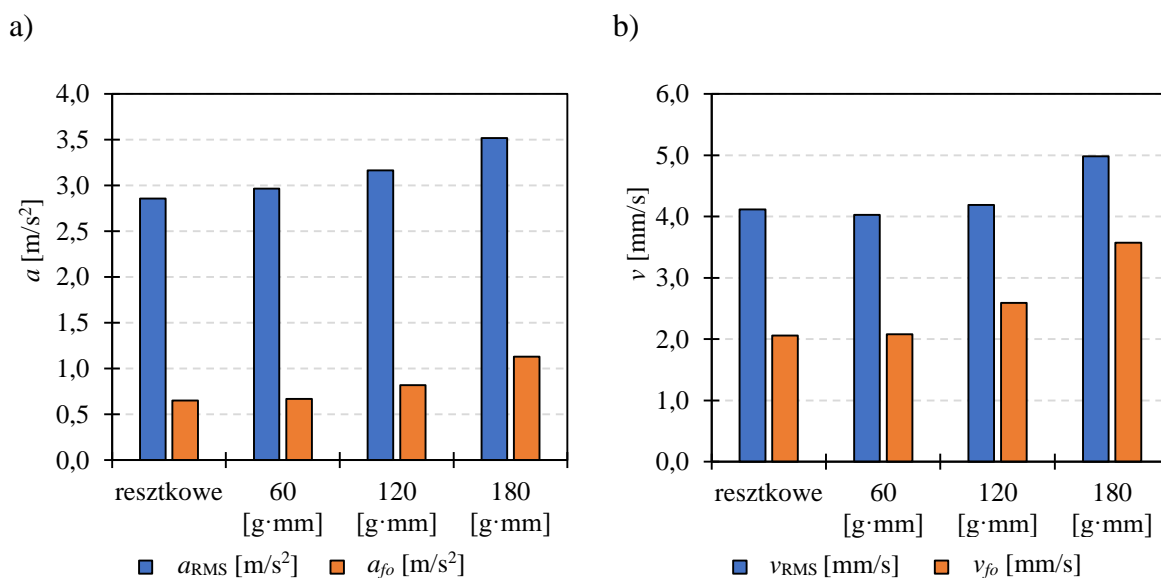 a)
4,0
3,5
3,0
2,5
2,0
1,5
1,0
0,5
0,0
a [m/s²]
resztkowe 60 120 180
[g·mm] [g·mm] [g·mm]
aRMS [m/s²] afo [m/s²]
b)
6,0
5,0
4,0
3,0
2,0
1,0
0,0
v [mm/s]
resztkowe 60 120 180
[g·mm] [g·mm] [g·mm]
vRMS [mm/s] vfo [mm/s]